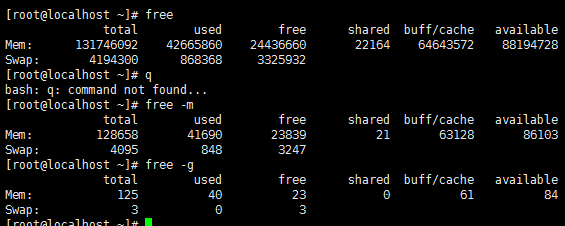 [root@localhost ~]# free
              total        used        free      shared  buff/cache   available
Mem:      131746092    42665860    24436660       22164    64643572    88194728
Swap:       4194300      868368     3325932
[root@localhost ~]# q
bash: q: command not found...
[root@localhost ~]# free -m
              total        used        free      shared  buff/cache   available
Mem:         128658       41690       23839          21       63128       86103
Swap:          4095         848        3247
[root@localhost ~]# free -g
              total        used        free      shared  buff/cache   available
Mem:            125          40          23           0          61          84
Swap:             3           0           3
[root@localhost ~]#